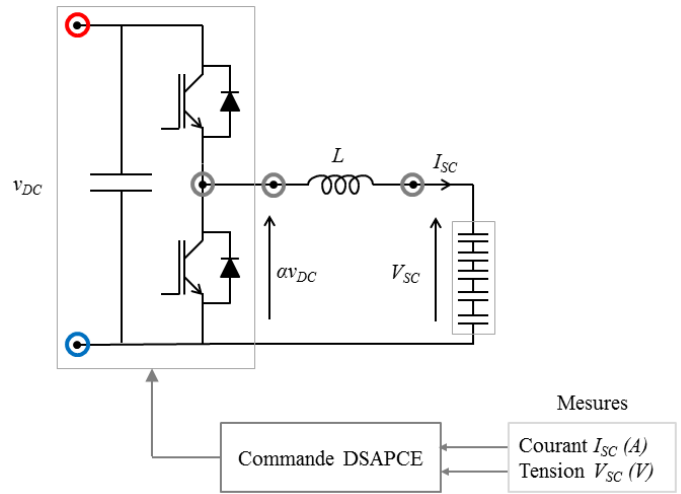 L
I_SC
v_DC
αv_DC
V_SC
Mesures
Commande DSAPCE
Courant I_SC (A)
Tension V_SC (V)